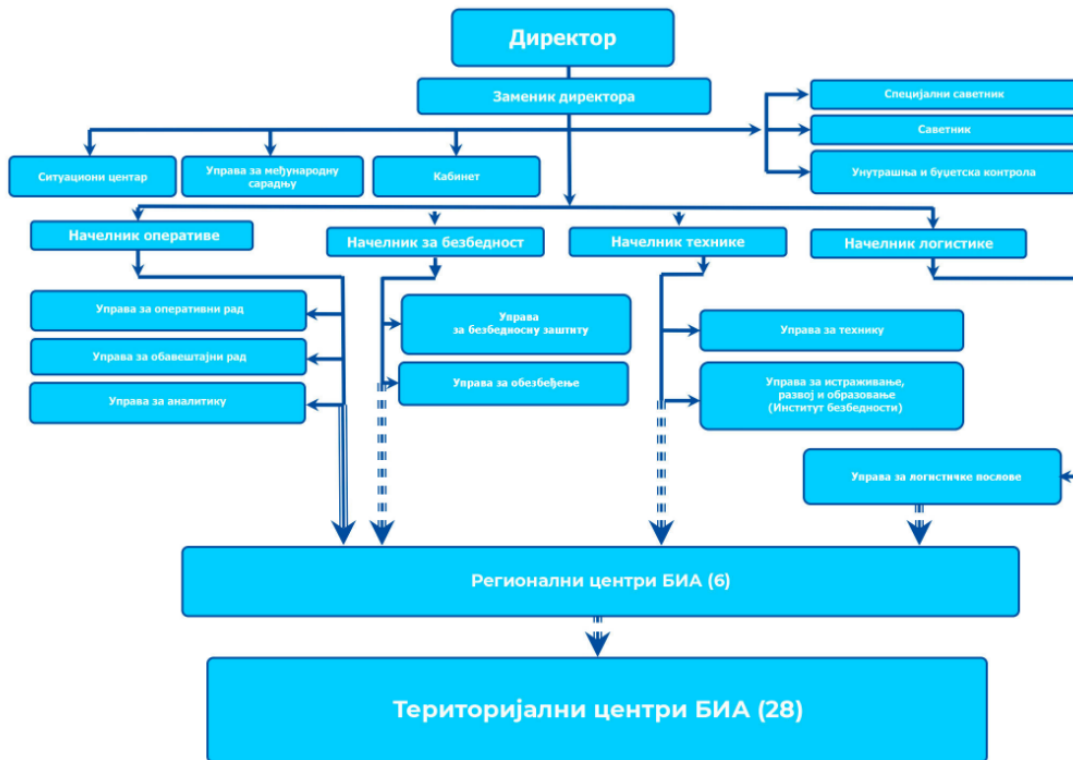 Директор
Заменик директора
Специјални саветник
Саветник
Унутрашња и буџетска контрола
Ситуациони центар
Управа за међународну
сарадњу
Кабинет
Начелник оперативе
Начелник за безбедност
Начелник технике
Начелник логистике
Управа за оперативни рад
Управа за обавештајни рад
Управа за аналитику
Управа
за безбедносну заштиту
Управа за обезбеђење
Управа за технику
Управа за истраживање,
развој и образовање
(Институт безбедности)
Управа за логистичке послове
Регионални центри БИА (6)
Територијални центри БИА (28)